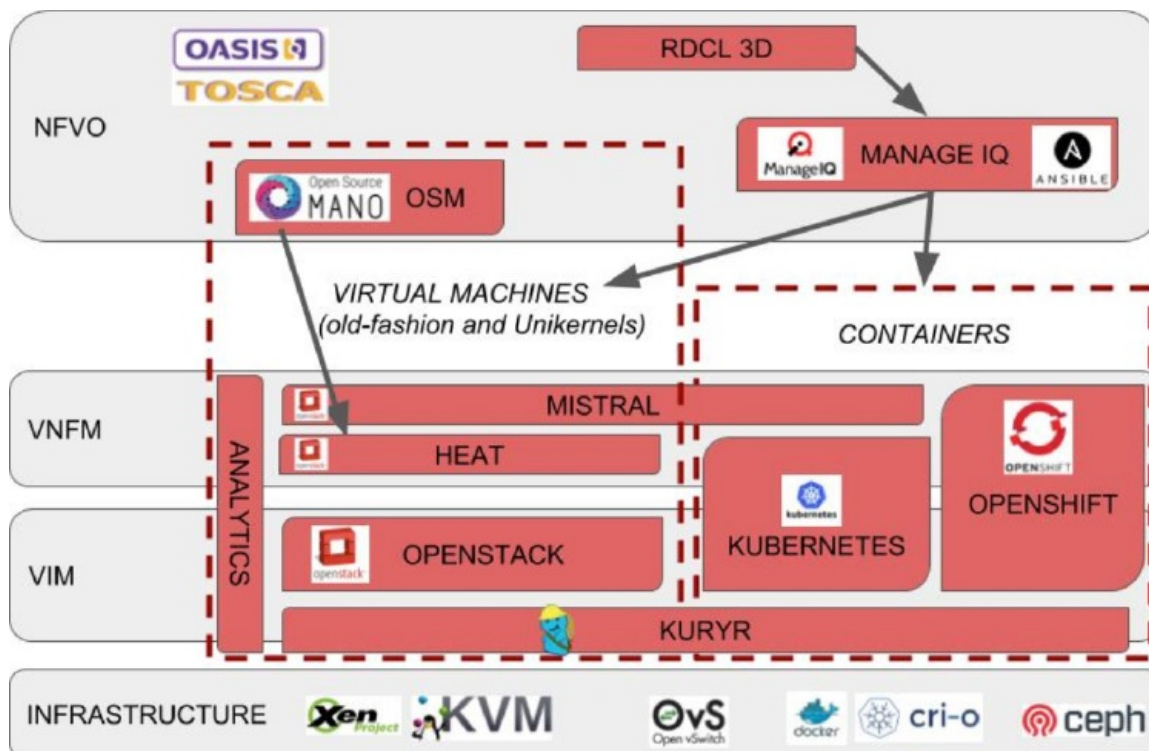 OASIS
TOSCA
RDCL 3D
NFVO
ManageIQ
MANAGE IQ
ANSIBLE
Open Source
MANO
OSM
VIRTUAL MACHINES
(old-fashion and Unikernels)
CONTAINERS
VNFM
ANALYTICS
openstack
MISTRAL
openstack
HEAT
OPENSHIFT
OPENSHIFT
kubernetes
KUBERNETES
VIM
openstack
OPENSTACK
KURYR
INFRASTRUCTURE
Xen
Project
KVM
OvS
Open vSwitch
docker
cri-o
ceph